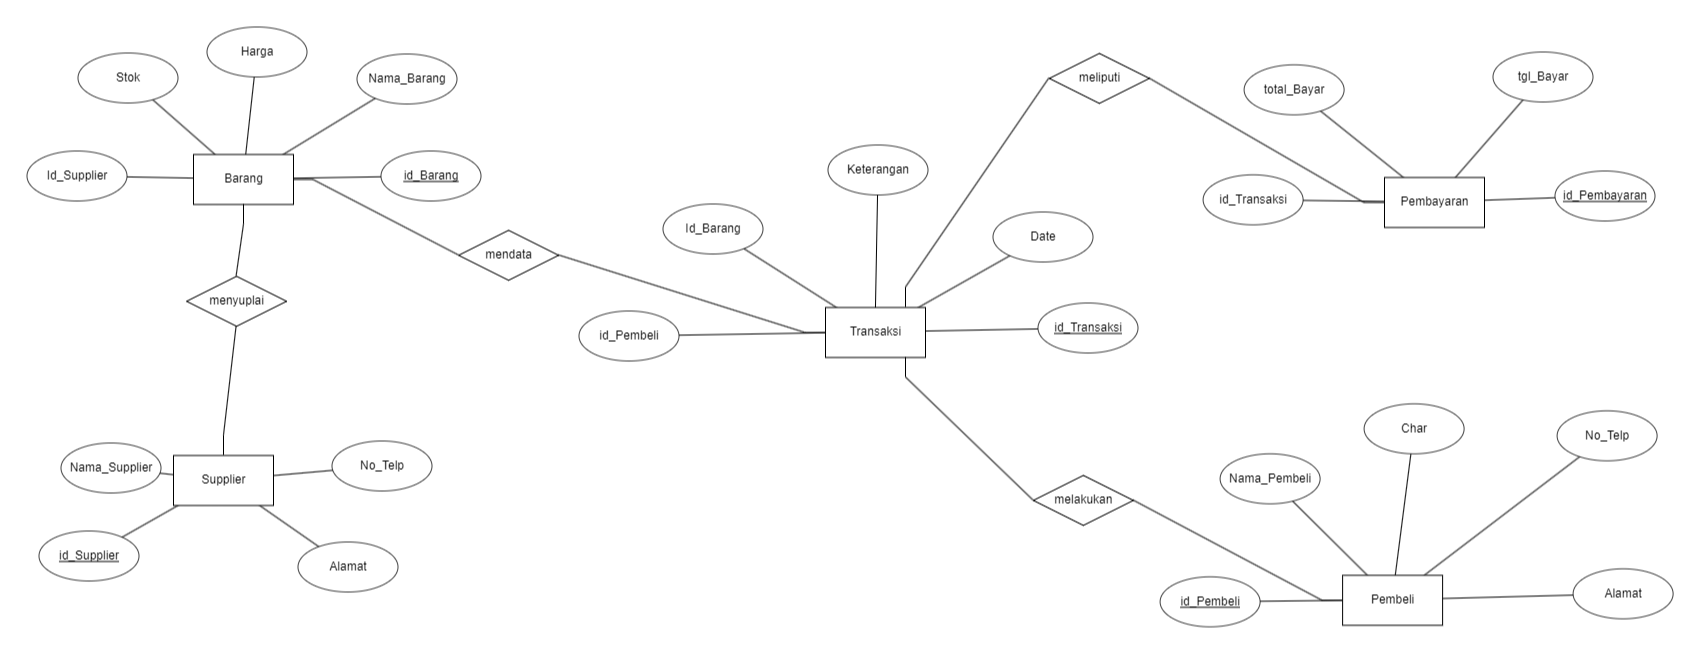 Harga
Stok
Nama_Barang
Id_Supplier
Barang
id_Barang
menyuplai
mendata
Nama_Supplier
Supplier
No_Telp
id_Supplier
Alamat
meliputi
Keterangan
Id_Barang
Date
id_Pembeli
Transaksi
id_Transaksi
total_Bayar
tgl_Bayar
id_Transaksi
Pembayaran
id_Pembayaran
melakukan
Char
No_Telp
Nama_Pembeli
id_Pembeli
Pembeli
Alamat